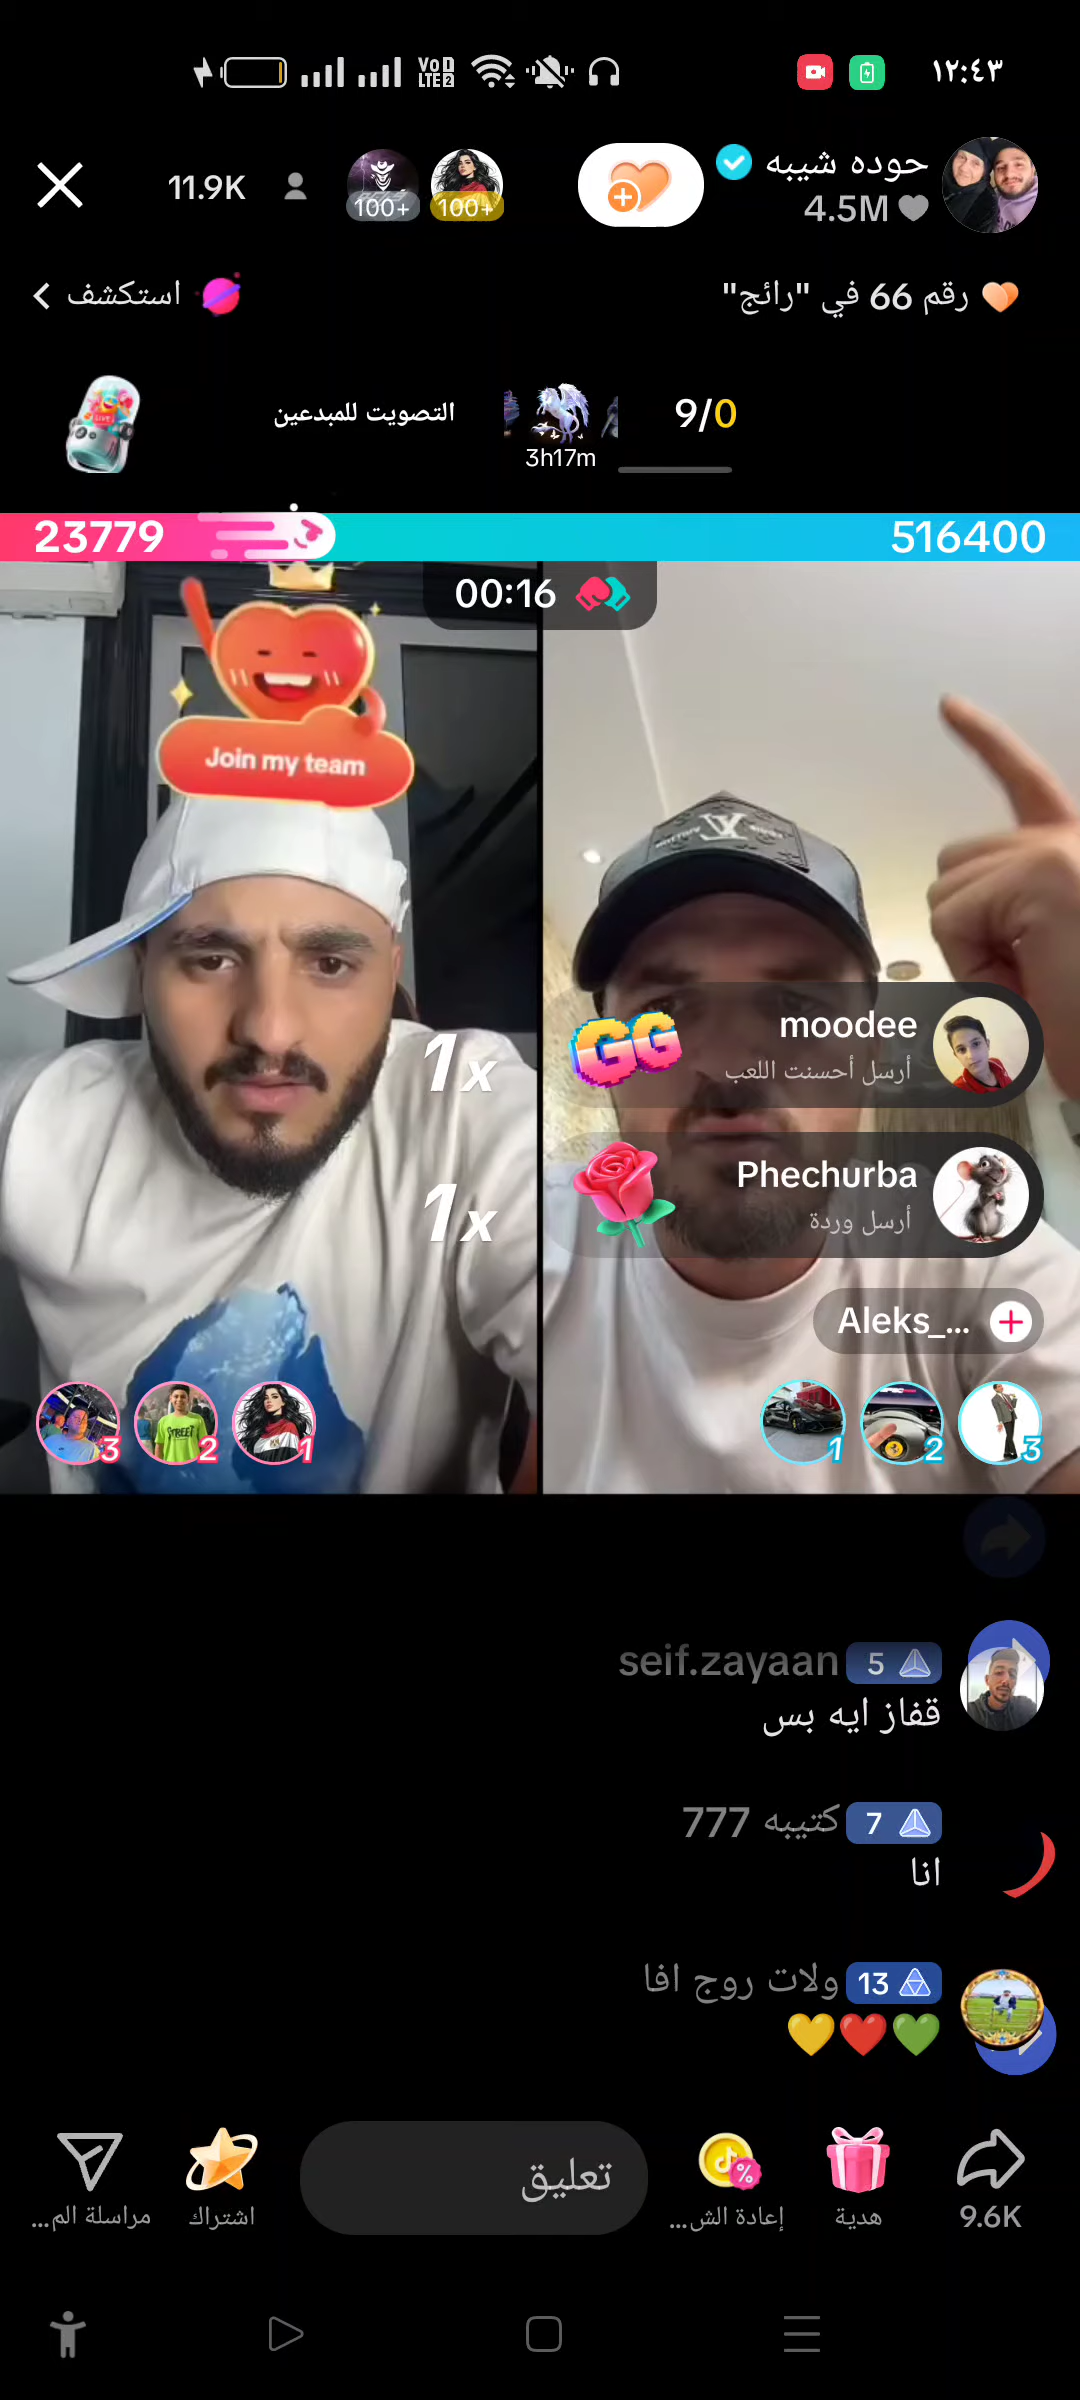 ١٢:٤٣
VoD LTE2
حوده شيبه
4.5M
100+
100+
11.9K
رقم 66 في "رائج"
استكشف
9/0
3h17m
التصويت للمبدعين
LIVE
23779
516400
00:16
Join my team
moodee
أرسل أحسنت اللعب
GG
1x
Phechurba
أرسل وردة
1x
Aleks_...
3
2
1
1
2
3
STREET
seif.zayaan
5
قفاز ايه بس
كتيبه 777
7
انا
ولات روج افا
13
💛❤️💚
9.6K
هدية
إعادة الش...
تعليق
اشتراك
مراسلة الم...